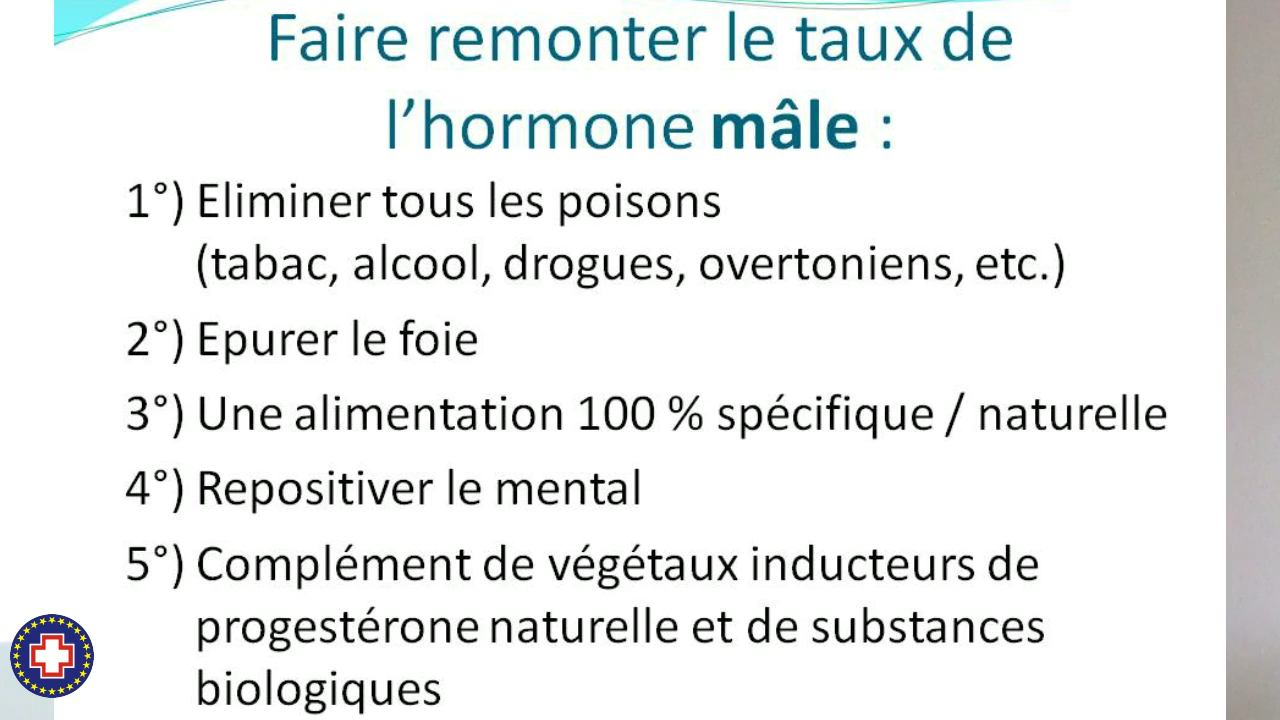 Faire remonter le taux de
l’hormone mâle :
1°) Eliminer tous les poisons
(tabac, alcool, drogues, overtoniens, etc.)
2°) Epurer le foie
3°) Une alimentation 100 % spécifique / naturelle
4°) Repositiver le mental
5°) Complément de végétaux inducteurs de
progestérone naturelle et de substances
biologiques